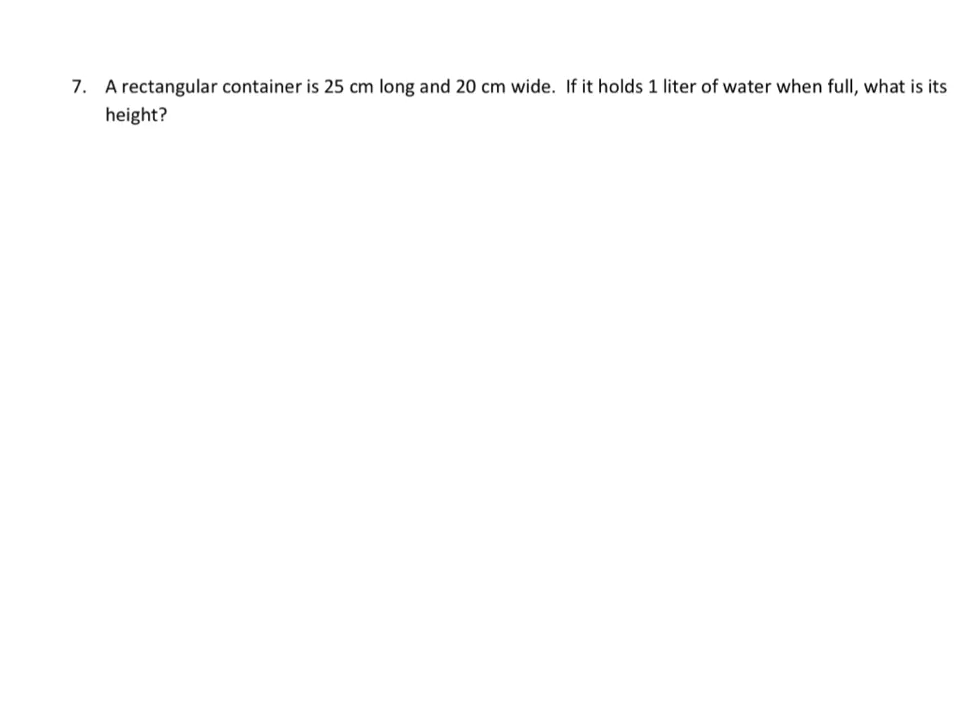 7. A rectangular container is 25 cm long and 20 cm wide. If it holds 1 liter of water when full, what is its
height?